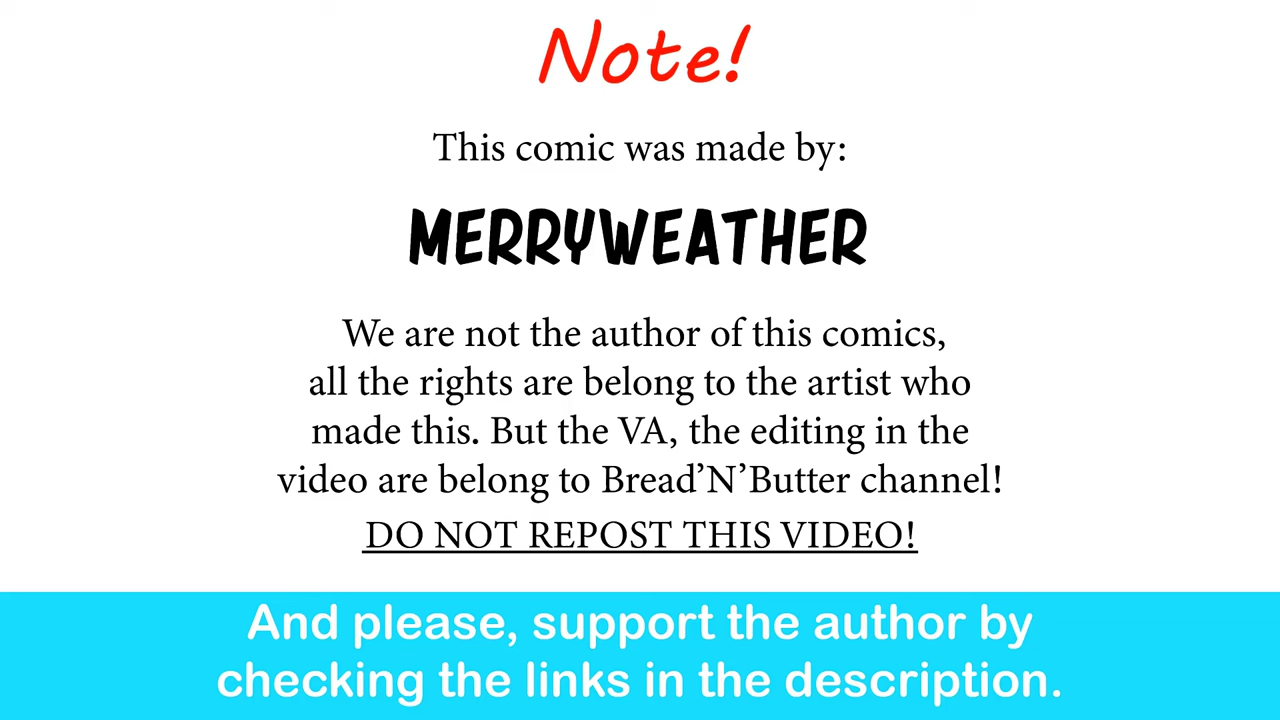 Note!
This comic was made by:
MERRYWEATHER
We are not the author of this comics,
all the rights are belong to the artist who
made this. But the VA, the editing in the
video are belong to Bread’N’Butter channel!
DO NOT REPOST THIS VIDEO!
And please, support the author by
checking the links in the description.